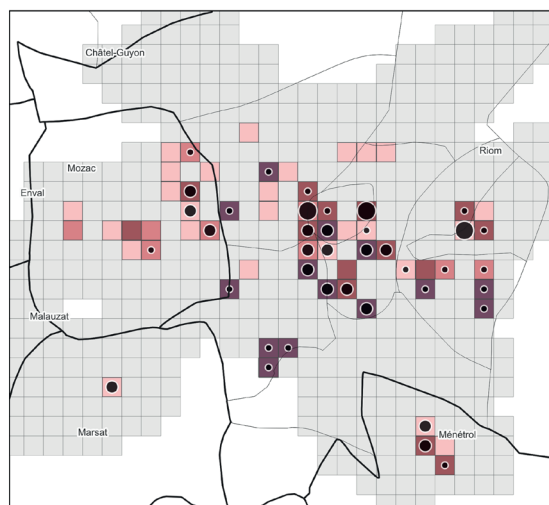 Châtel-Guyon
Riom
Mozac
Enval
Malauzat
Marsat
Ménétrol